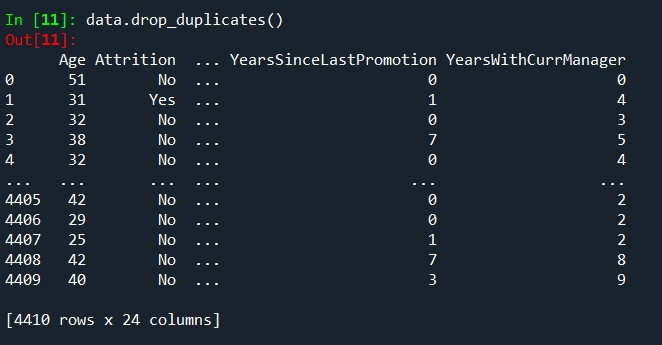 In [11]: data.drop_duplicates()
Out[11]:
Age Attrition ... YearsSinceLastPromotion YearsWithCurrManager
0 51 No ... 0 0
1 31 Yes ... 1 4
2 32 No ... 0 3
3 38 No ... 7 5
4 32 No ... 0 4
... ... ... ... ... ...
4405 42 No ... 0 2
4406 29 No ... 0 2
4407 25 No ... 1 2
4408 42 No ... 7 8
4409 40 No ... 3 9
[4410 rows x 24 columns]